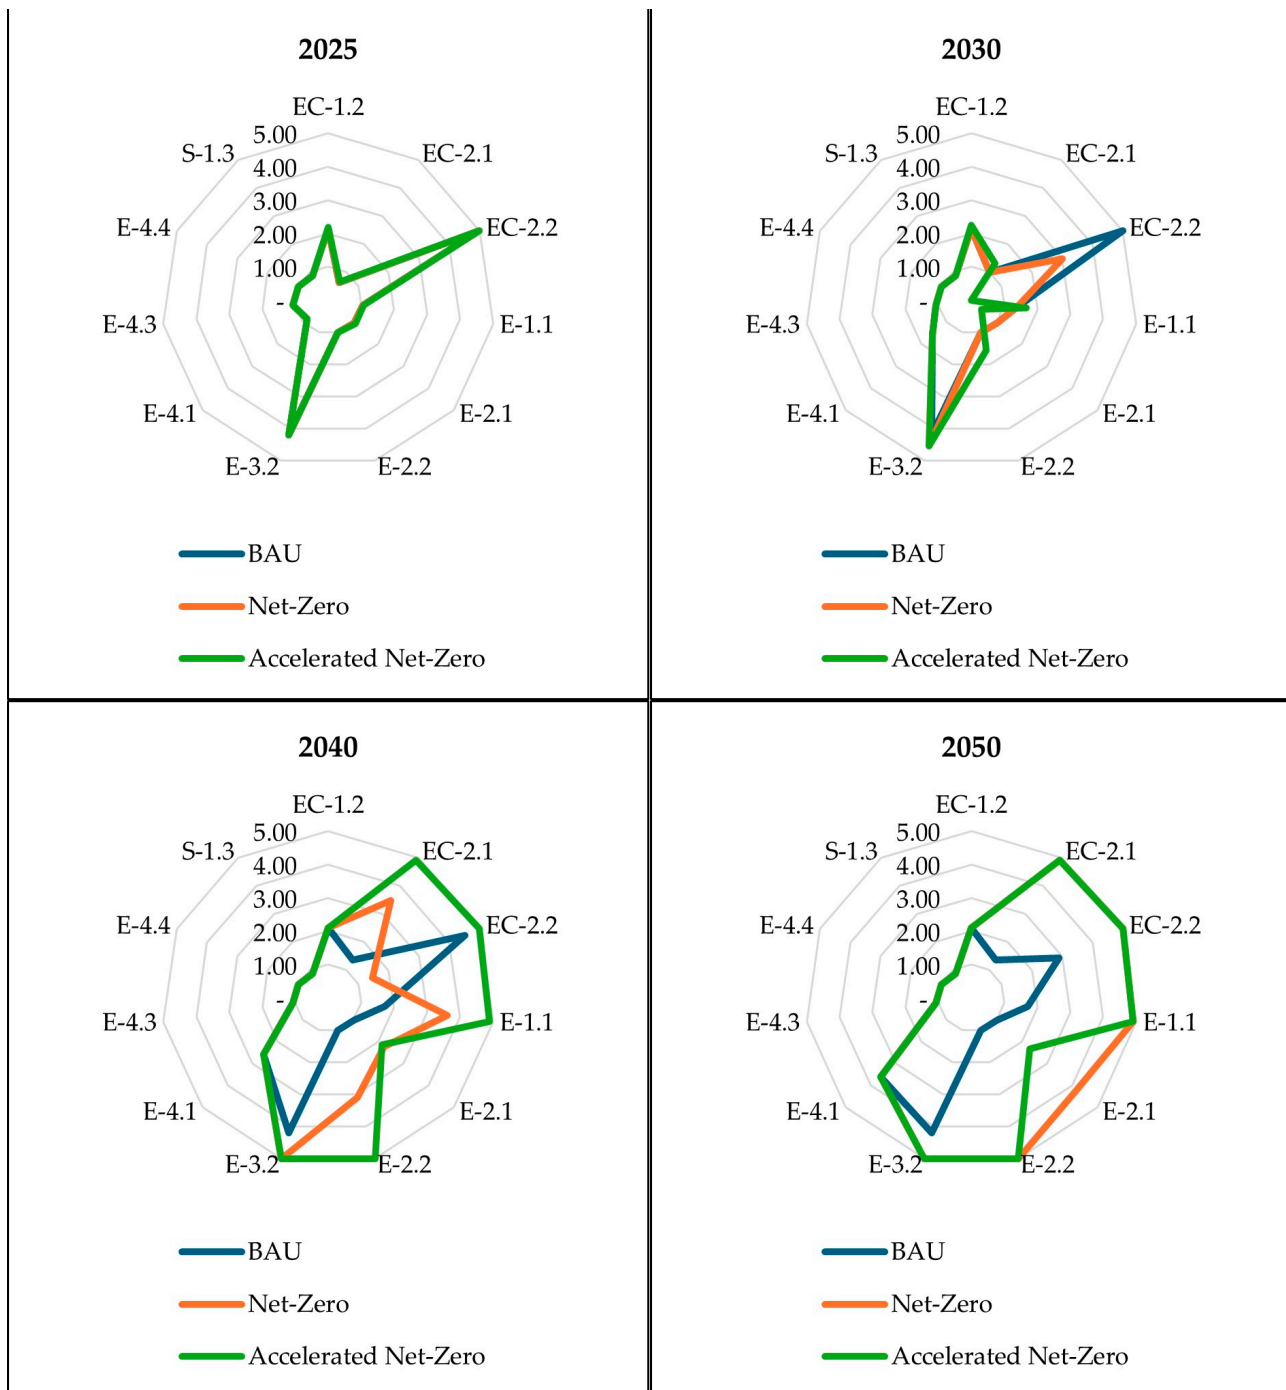 2025
EC-1.2
5.00
S-1.3
EC-2.1
4.00
3.00
E-4.4
EC-2.2
2.00
1.00
-
E-4.3
E-1.1
E-4.1
E-2.1
E-3.2
E-2.2
BAU
Net-Zero
Accelerated Net-Zero
2030
EC-1.2
5.00
S-1.3
EC-2.1
4.00
3.00
E-4.4
EC-2.2
2.00
1.00
-
E-4.3
E-1.1
E-4.1
E-2.1
E-3.2
E-2.2
BAU
Net-Zero
Accelerated Net-Zero
2040
EC-1.2
5.00
S-1.3
EC-2.1
4.00
3.00
E-4.4
EC-2.2
2.00
1.00
-
E-4.3
E-1.1
E-4.1
E-2.1
E-3.2
E-2.2
BAU
Net-Zero
Accelerated Net-Zero
2050
EC-1.2
5.00
S-1.3
EC-2.1
4.00
3.00
E-4.4
EC-2.2
2.00
1.00
-
E-4.3
E-1.1
E-4.1
E-2.1
E-3.2
E-2.2
BAU
Net-Zero
Accelerated Net-Zero